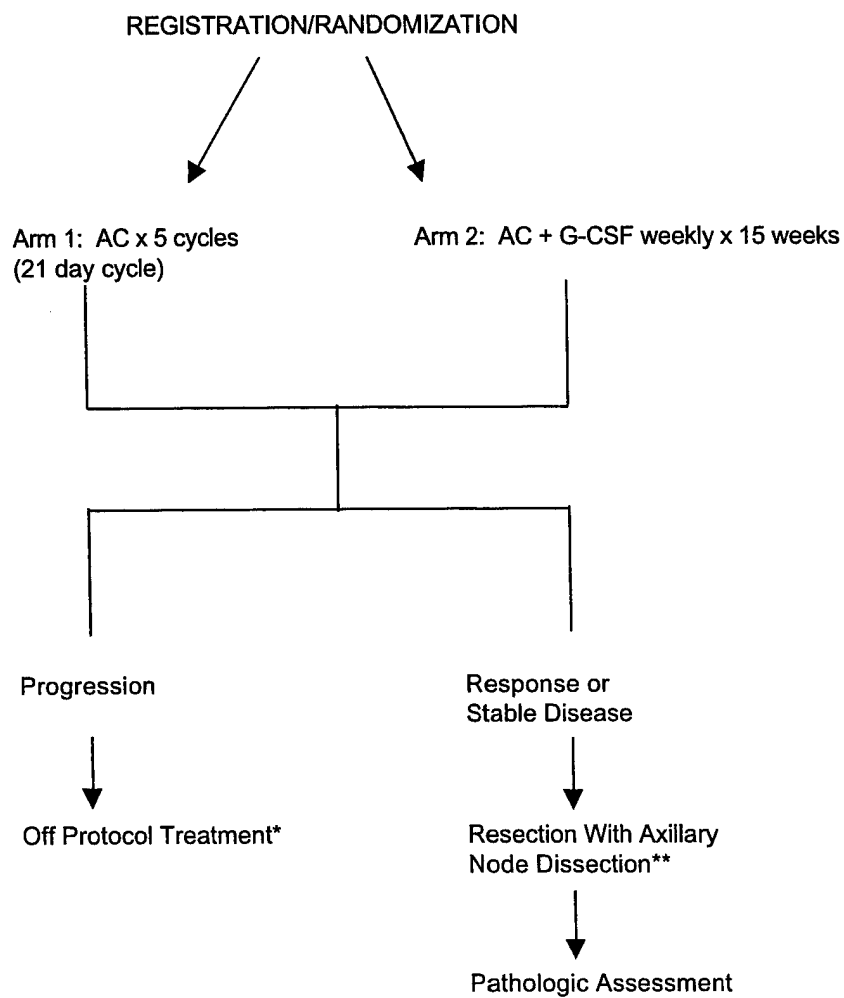 REGISTRATION/RANDOMIZATION
Arm 1: AC x 5 cycles
(21 day cycle)
Arm 2: AC + G-CSF weekly x 15 weeks
Progression
Response or
Stable Disease
Off Protocol Treatment*
Resection With Axillary
Node Dissection**
Pathologic Assessment